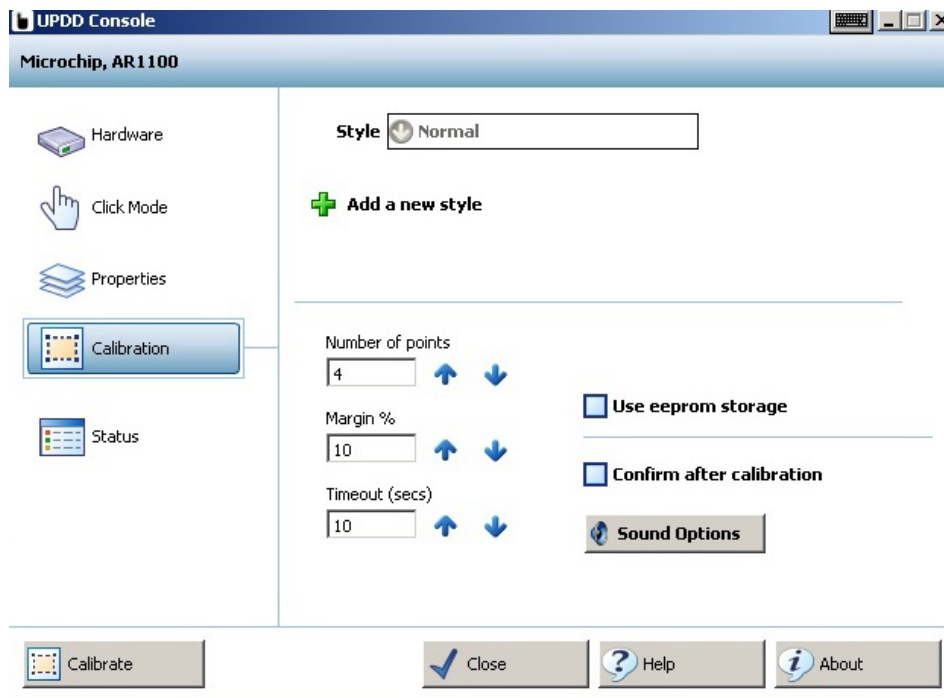 UPDD Console
Microchip, AR1100
Hardware
Click Mode
Properties
Calibration
Status
Style Normal
Add a new style
Number of points
4
Margin %
10
Timeout (secs)
10
Use eeprom storage
Confirm after calibration
Sound Options
Calibrate
Close
Help
About